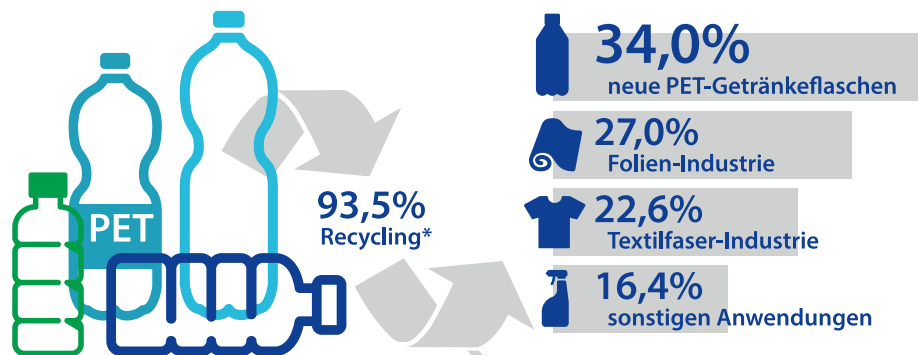 PET
93,5%
Recycling*
34,0%
neue PET-Getränkeflaschen
27,0%
Folien-Industrie
22,6%
Textilfaser-Industrie
16,4%
sonstigen Anwendungen